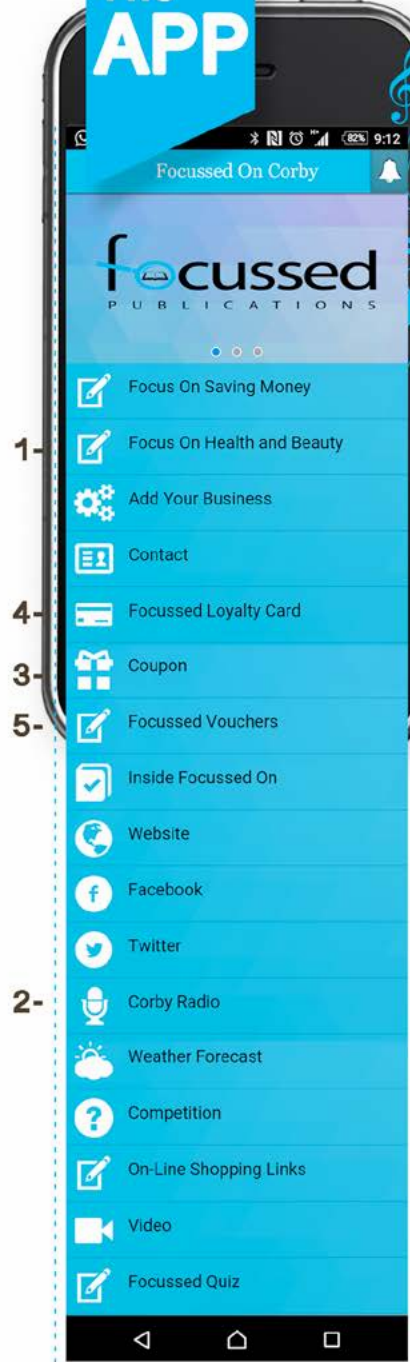 APP
82% 9:12
Focussed On Corby
focussed
PUBLICATIONS
Focus On Saving Money
1- Focus On Health and Beauty
Add Your Business
Contact
4- Focussed Loyalty Card
3- Coupon
5- Focussed Vouchers
Inside Focussed On
Website
Facebook
Twitter
2- Corby Radio
Weather Forecast
Competition
On-Line Shopping Links
Video
Focussed Quiz